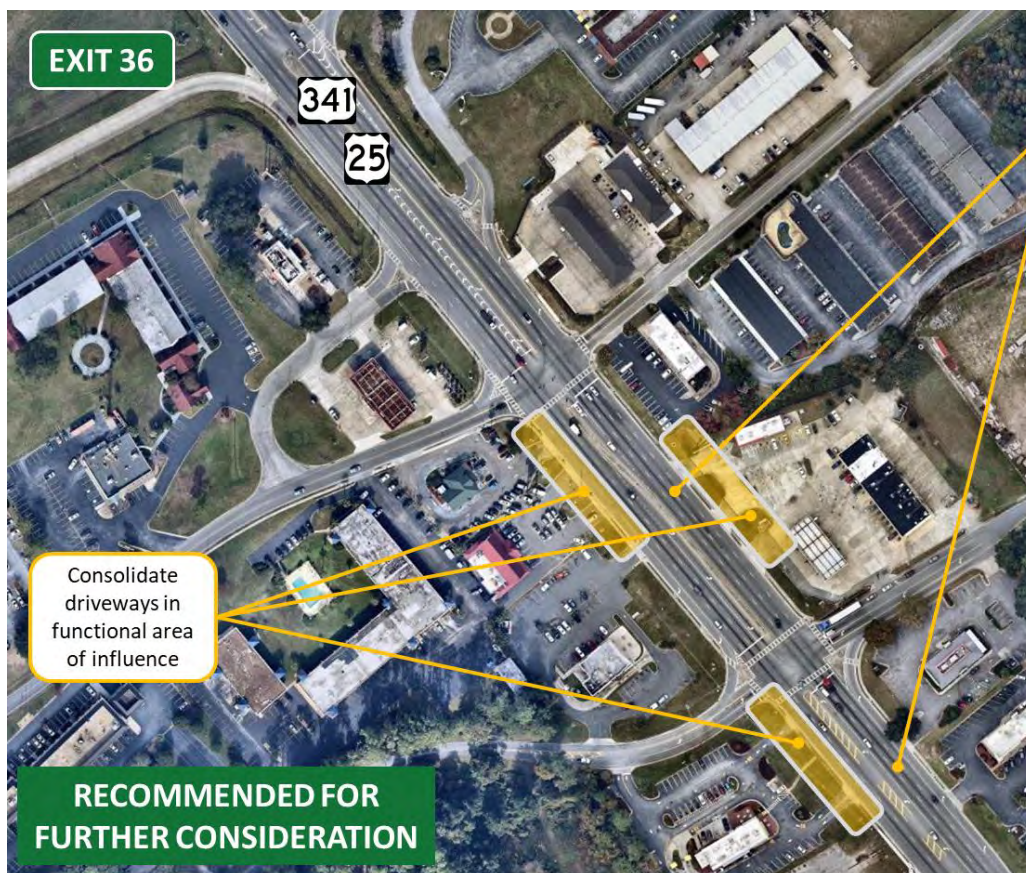 EXIT 36
341
25
Consolidate
driveways in
functional area
of influence
RECOMMENDED FOR
FURTHER CONSIDERATION